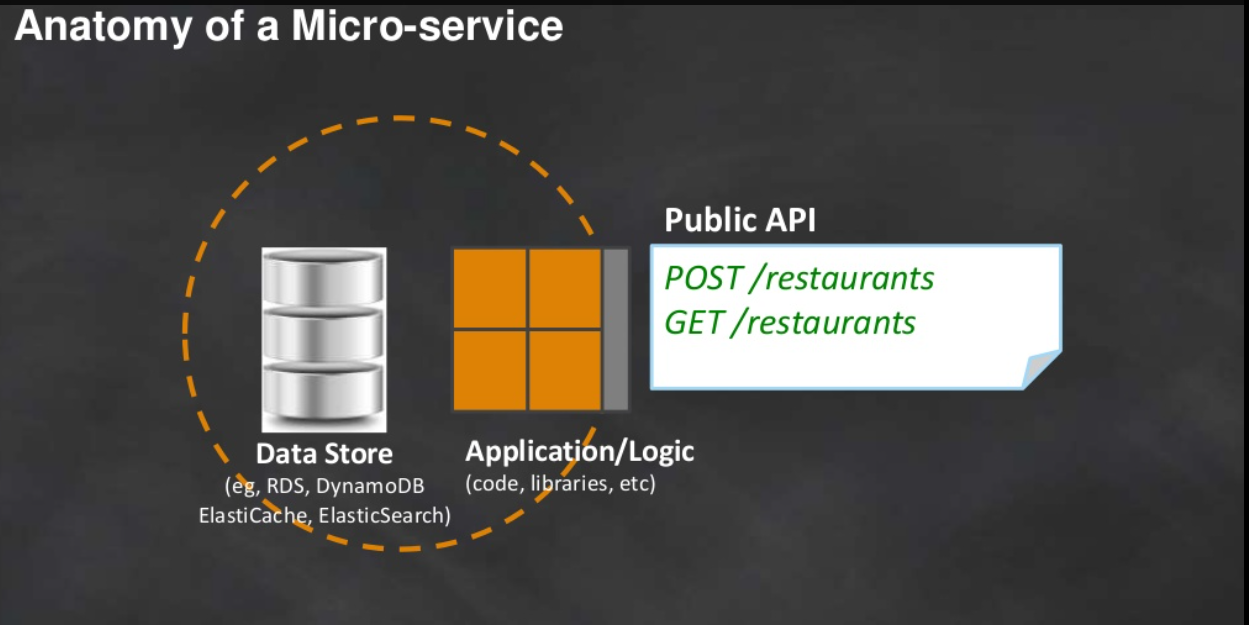 Anatomy of a Micro-service
Public API
POST /restaurants
GET /restaurants
Data Store
(eg, RDS, DynamoDB
ElastiCache, ElasticSearch)
Application/Logic
(code, libraries, etc)